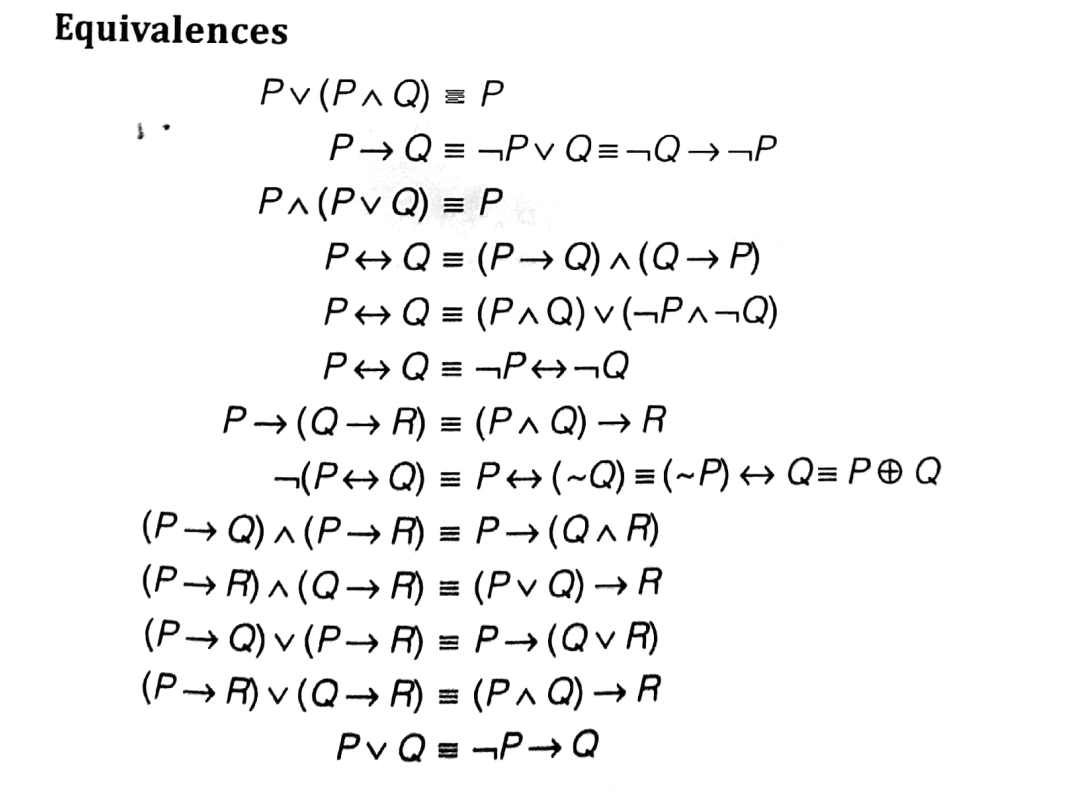 Equivalences
P ∨ (P ∧ Q) ≡ P
P → Q ≡ ¬P ∨ Q ≡ ¬Q → ¬P
P ∧ (P ∨ Q) ≡ P
P ↔ Q ≡ (P → Q) ∧ (Q → P)
P ↔ Q ≡ (P ∧ Q) ∨ (¬P ∧ ¬Q)
P ↔ Q ≡ ¬P ↔ ¬Q
P → (Q → R) ≡ (P ∧ Q) → R
¬(P ↔ Q) ≡ P ↔ (~Q) ≡ (~P) ↔ Q ≡ P ⊕ Q
(P → Q) ∧ (P → R) ≡ P → (Q ∧ R)
(P → R) ∧ (Q → R) ≡ (P ∨ Q) → R
(P → Q) ∨ (P → R) ≡ P → (Q ∨ R)
(P → R) ∨ (Q → R) ≡ (P ∧ Q) → R
P ∨ Q ≡ ¬P → Q